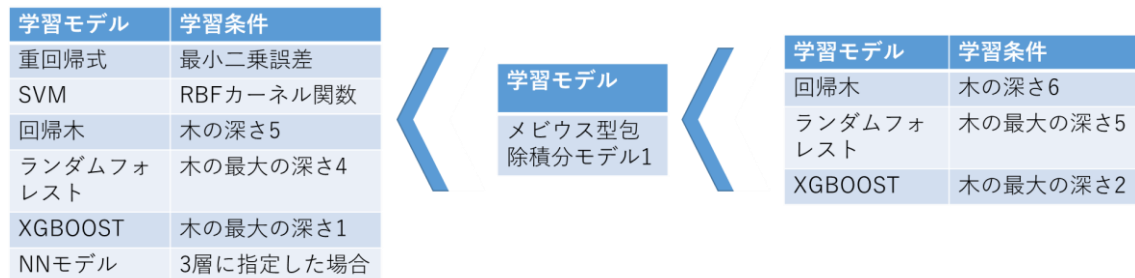 学習モデル 学習条件
重回帰式 最小二乗誤差
SVM RBFカーネル関数
回帰木 木の深さ5
ランダムフォ 木の最大の深さ4
レスト
XGBOOST 木の最大の深さ1
NNモデル 3層に指定した場合
学習モデル
メビウス型包
除積分モデル1
学習モデル 学習条件
回帰木 木の深さ6
ランダムフォ 木の最大の深さ5
レスト
XGBOOST 木の最大の深さ2